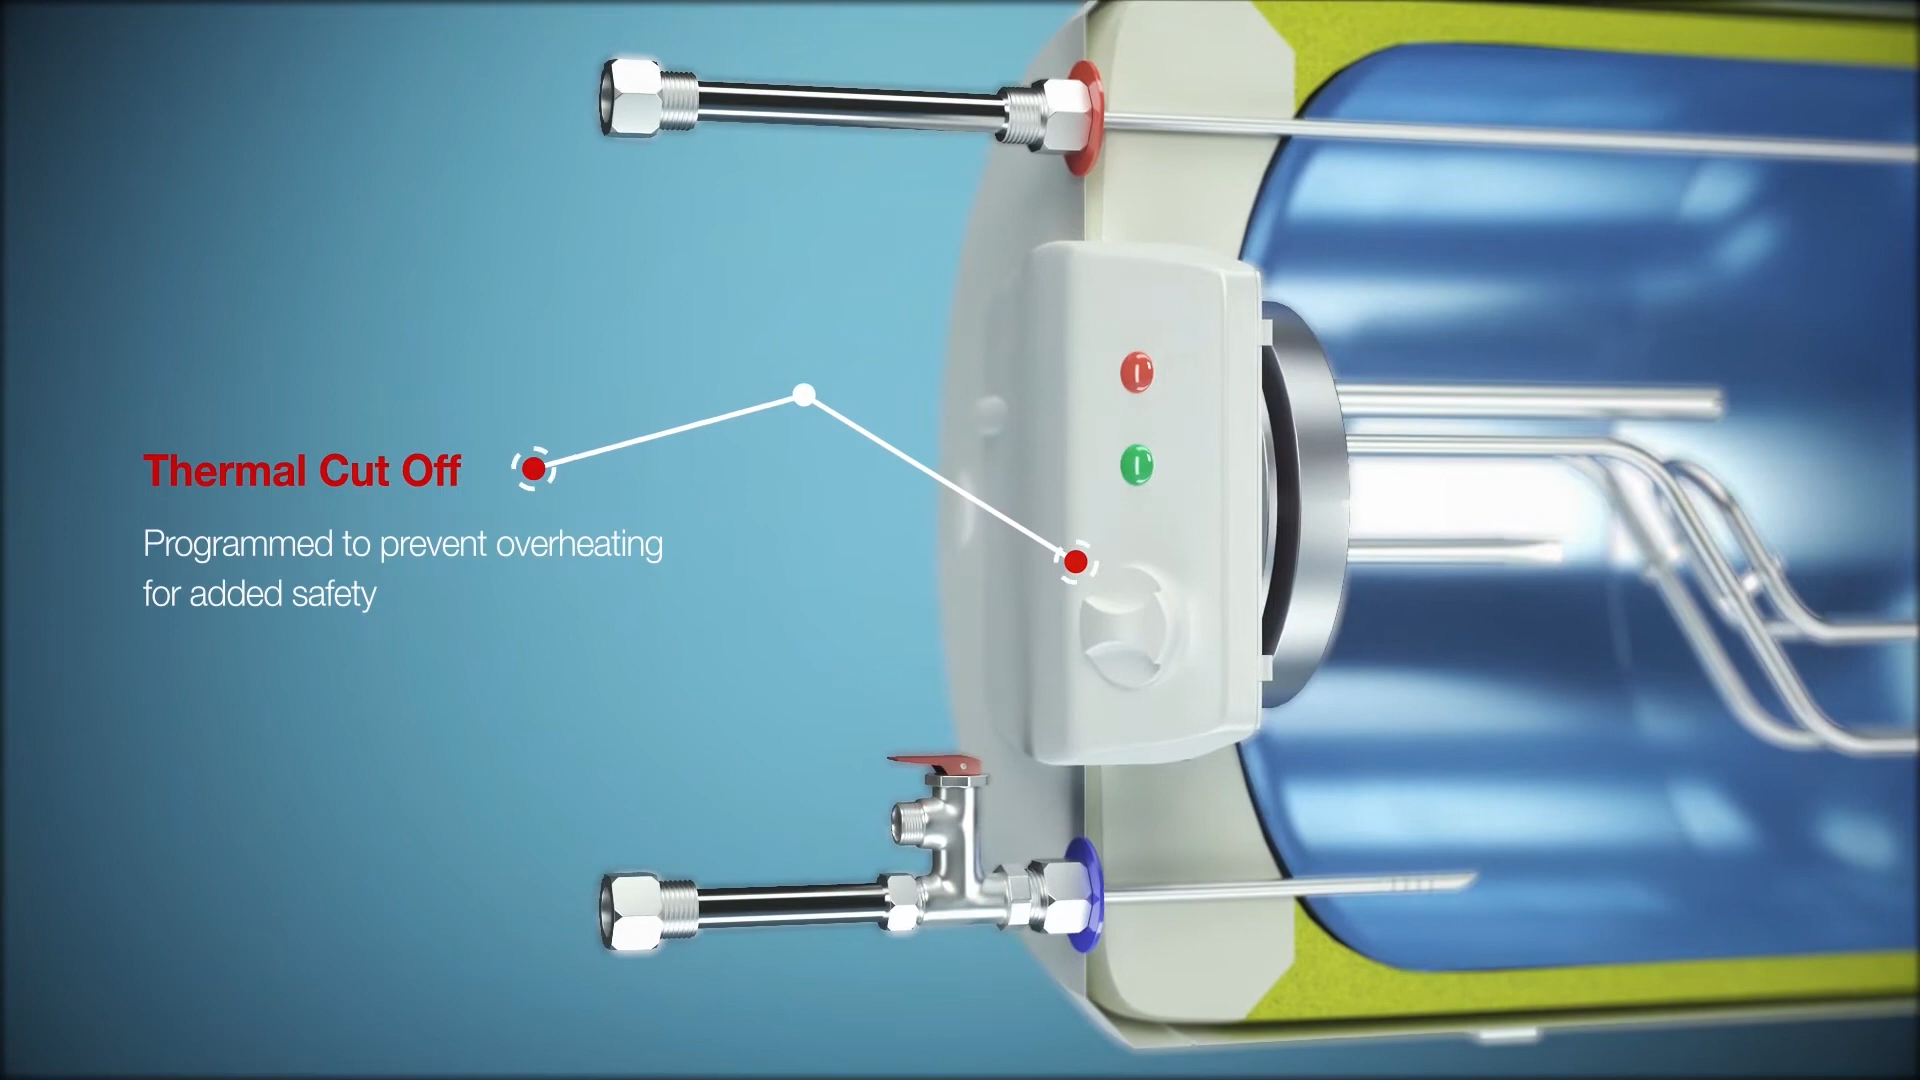 Thermal Cut Off
Programmed to prevent overheating
for added safety